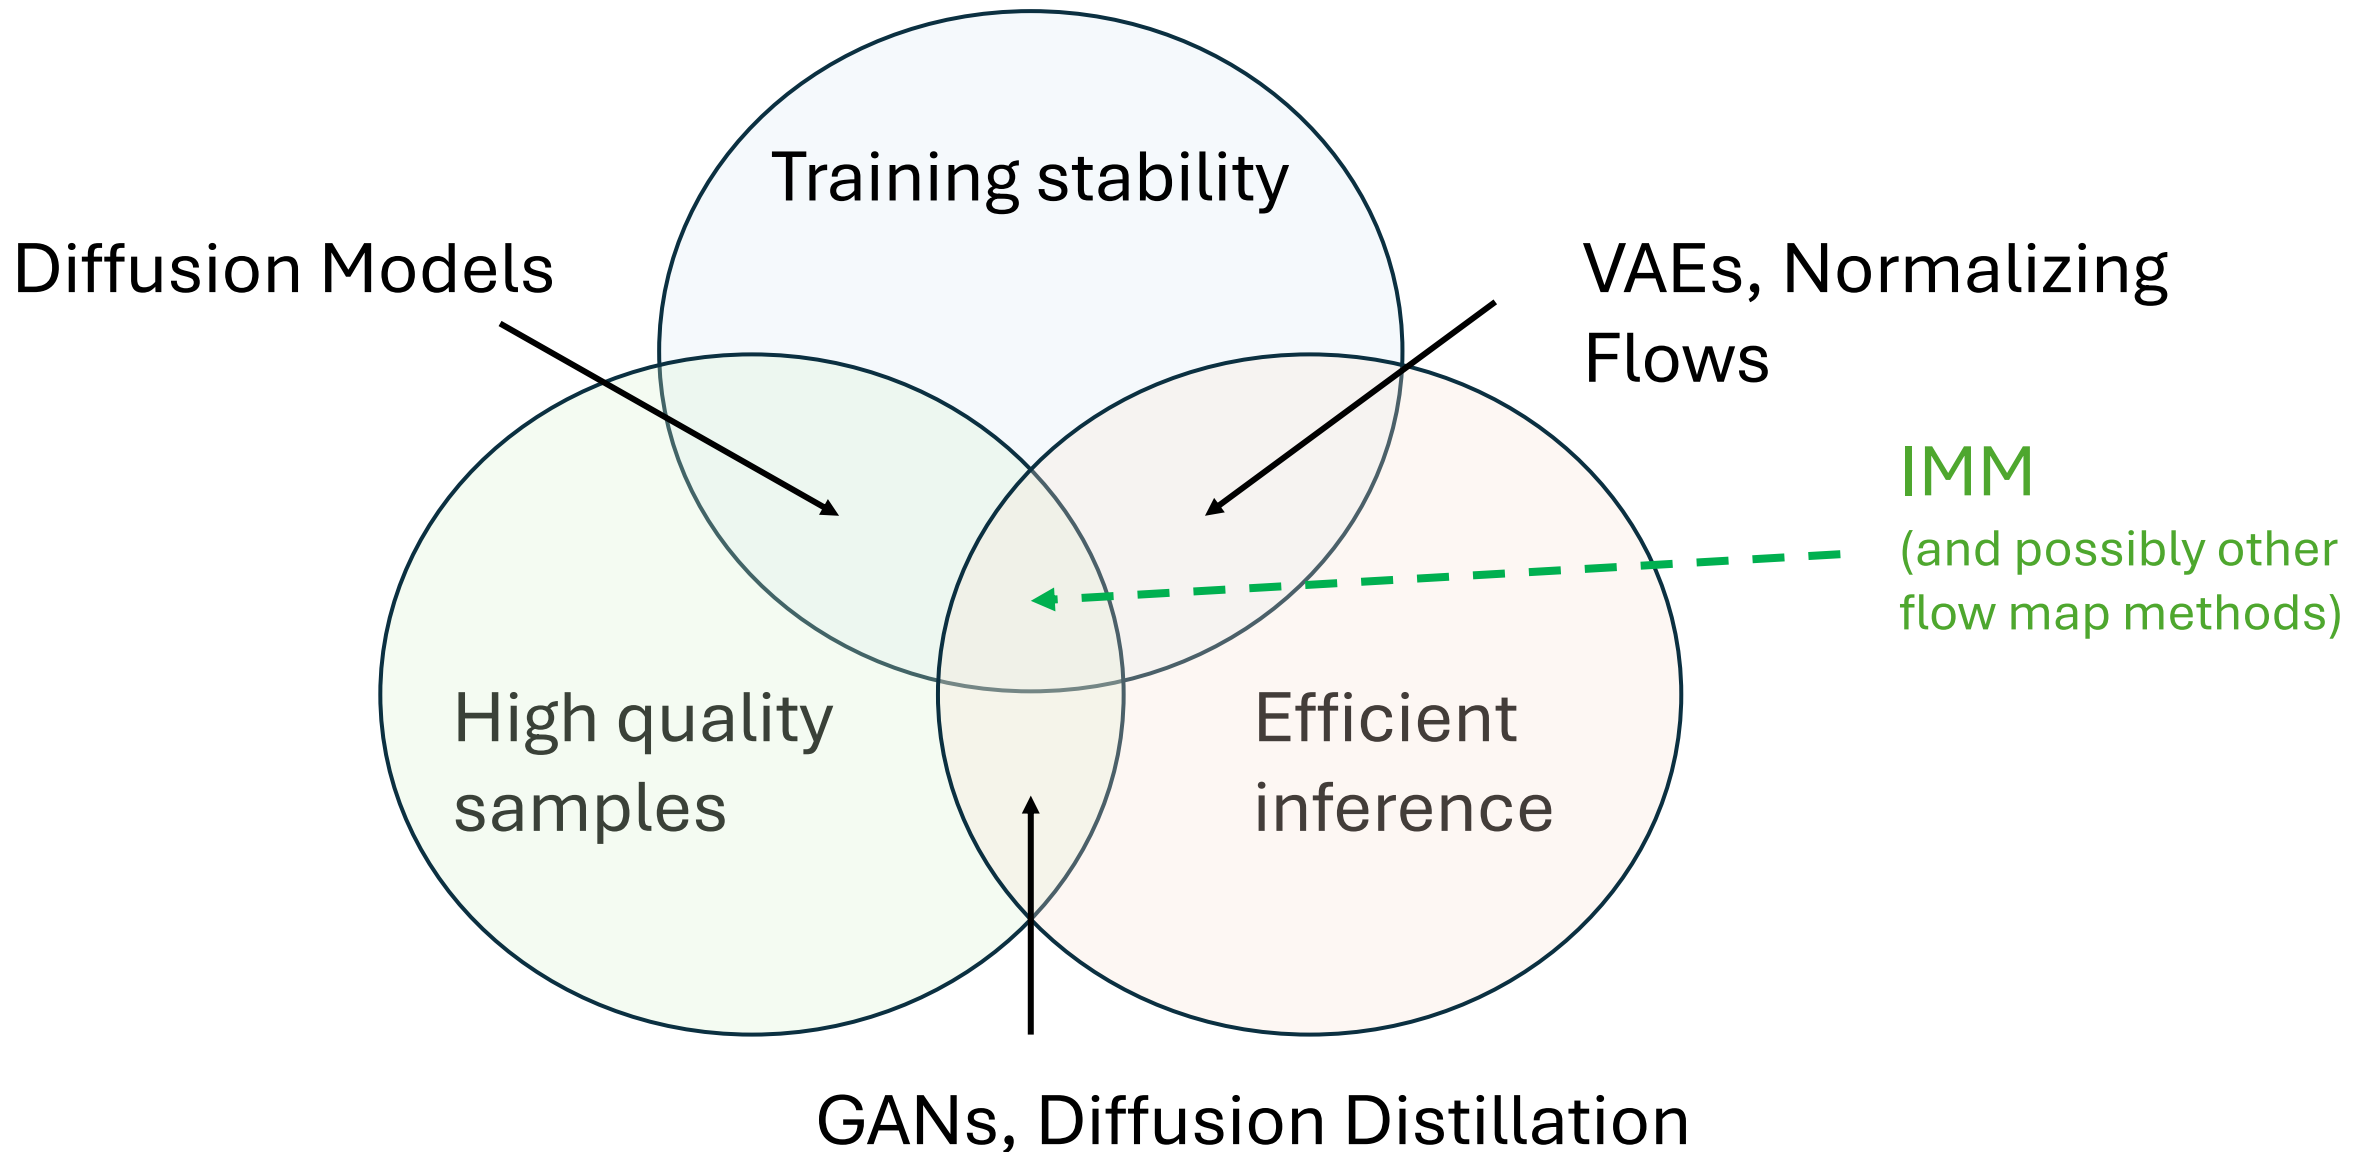 Training stability
Diffusion Models
VAEs, Normalizing
Flows
IMM
(and possibly other
flow map methods)
High quality
samples
Efficient
inference
GANs, Diffusion Distillation